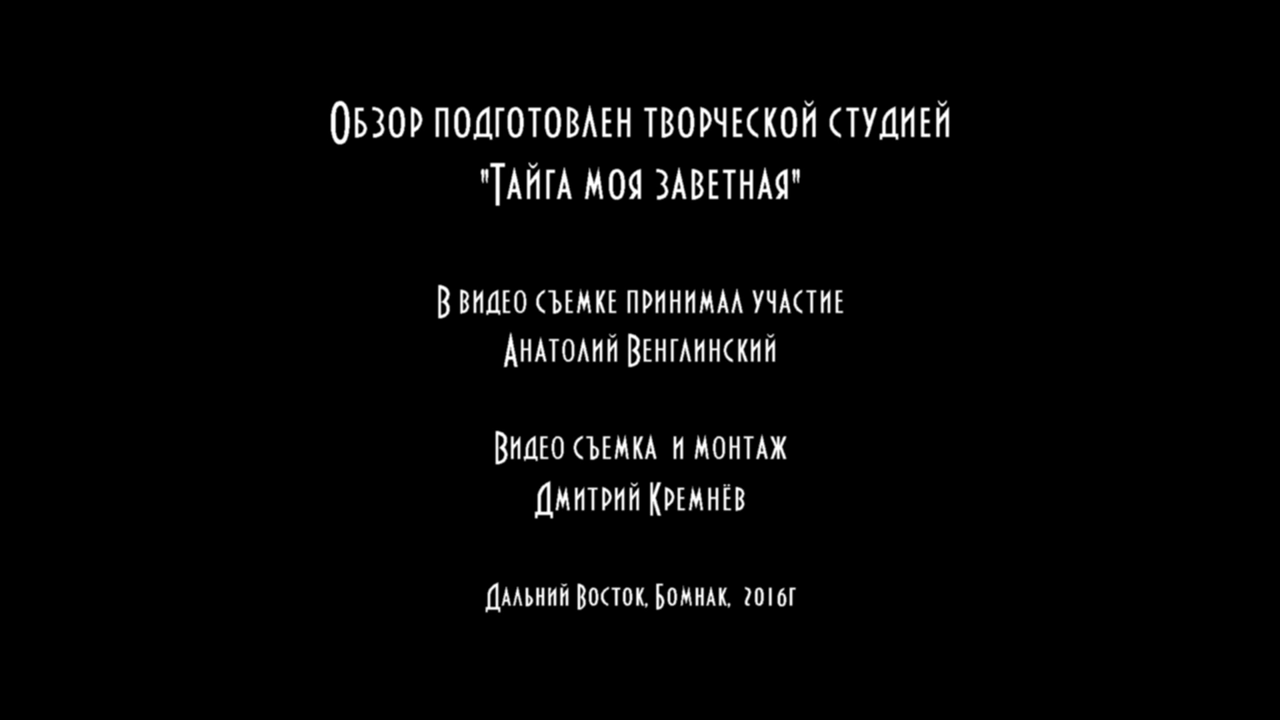 Обзор подготовлен творческой студией
"Тайга моя заветная"
В видео съемке принимал участие
Анатолий Венглинский
Видео съемка и монтаж
Дмитрий Кремнёв
Дальний Восток, Бомнак, 2016г